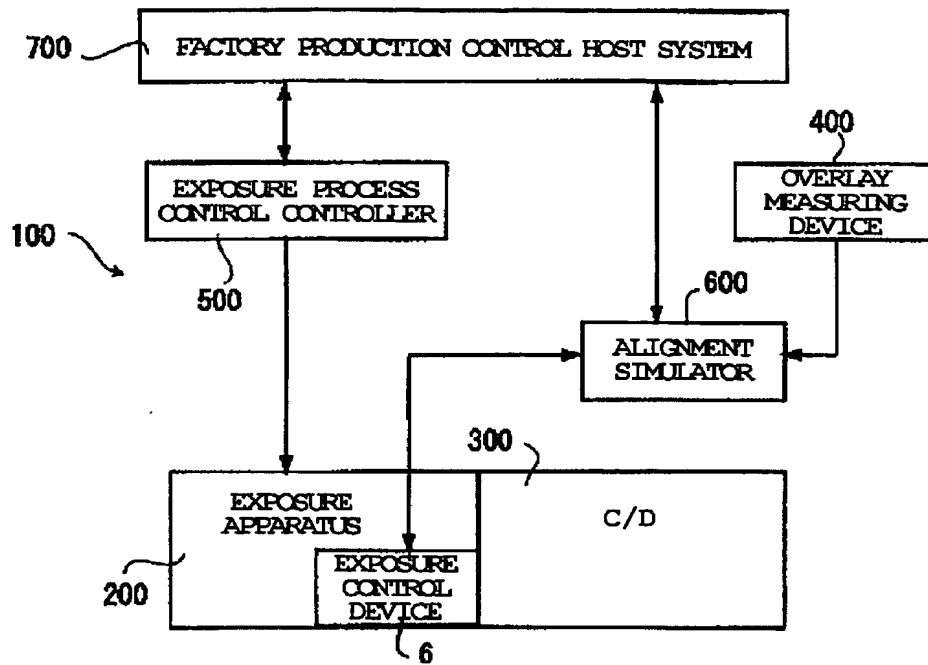 700
FACTORY PRODUCTION CONTROL HOST SYSTEM
400
EXPOSURE PROCESS
CONTROL CONTROLLER
OVERLAY
MEASURING
DEVICE
100
500
600
ALIGNMENT
SIMULATOR
300
EXPOSURE
APPARATUS
C/D
200
EXPOSURE
CONTROL
DEVICE
6